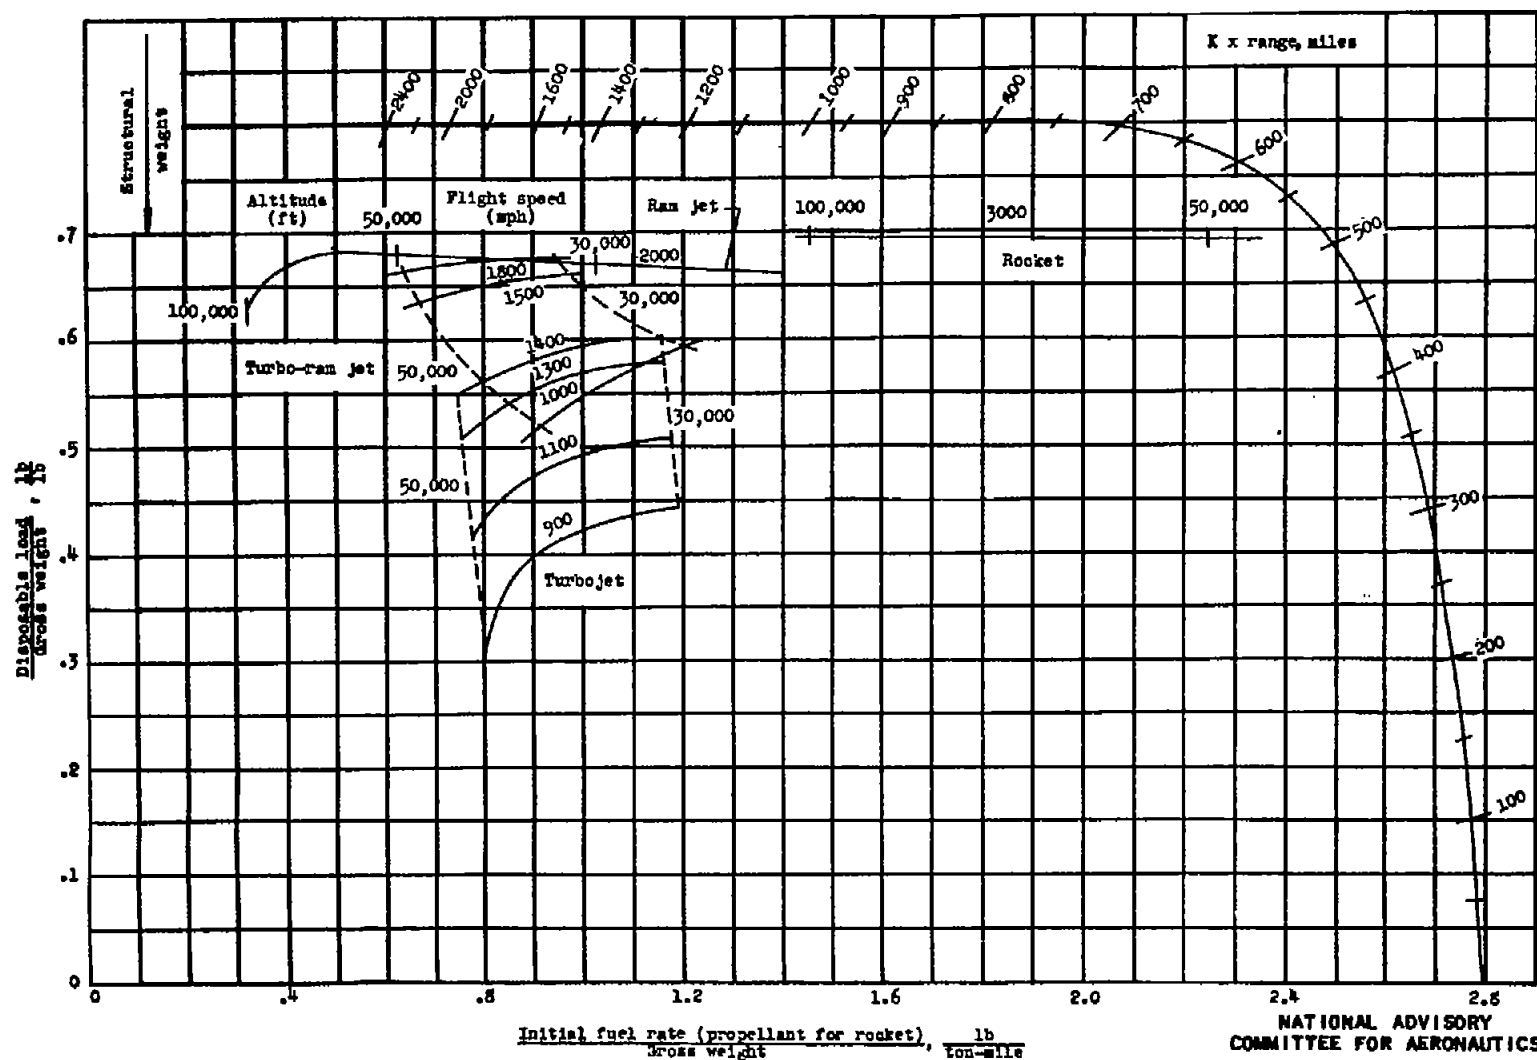 K x range, miles
2400
2000
1600
1400
1200
1000
900
800
700
600
500
400
300
200
100
Structural
weight
Altitude
(ft)
50,000
Flight speed
(mph)
Ram jet
100,000
3000
50,000
30,000
2000
Rocket
1800
1500
30,000
100,000
Turbo-ram jet
50,000
1400
1300
1000
30,000
1100
50,000
900
Turbojet
Disposable load
Gross weight , lb
lb
.7
.6
.5
.4
.3
.2
.1
0
0 .4 .8 1.2 1.6 2.0 2.4 2.8
Initial fuel rate (propellant for rocket), lb
Gross weight ton-mile
NATIONAL ADVISORY
COMMITTEE FOR AERONAUTICS